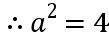 ∴ a² = 4